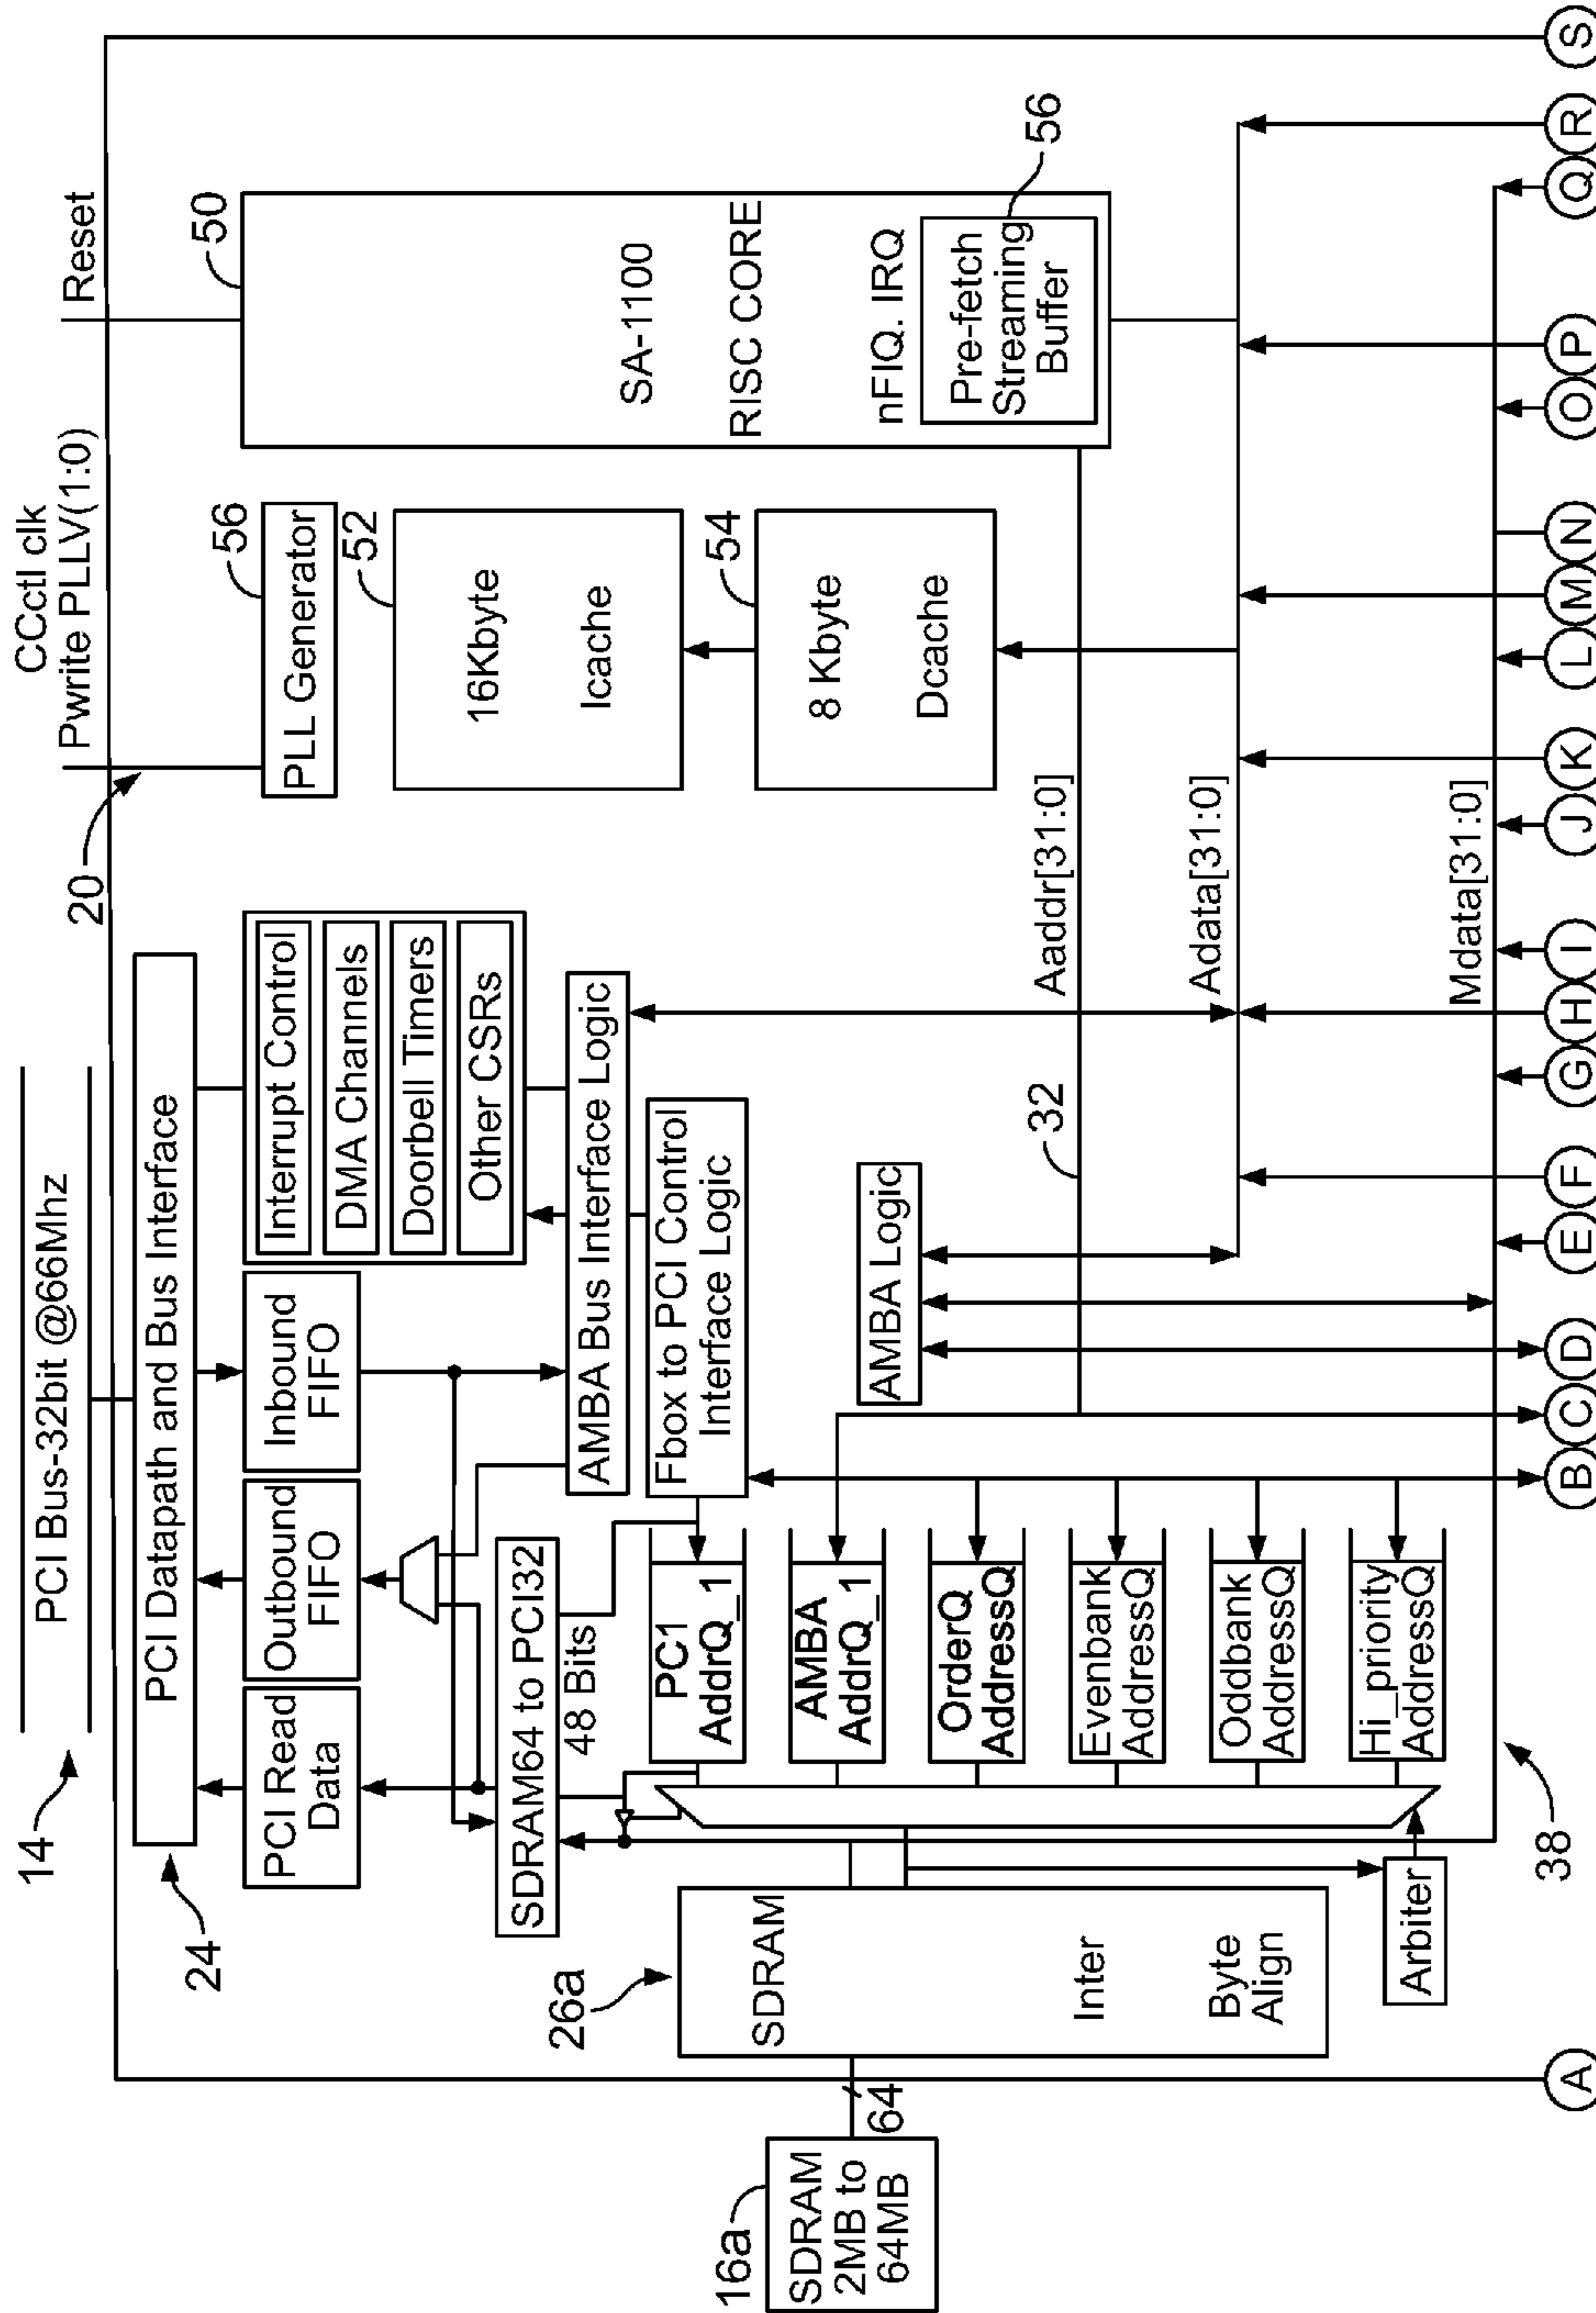 14
PCI Bus-32bit @66Mhz
CCctl clk
Pwrite PLLV(1:0)
Reset
20
24
PCI Datapath and Bus Interface
PCI Read
Data
Outbound
FIFO
Inbound
FIFO
Interrupt Control
DMA Channels
Doorbell Timers
Other CSRs
56
PLL Generator
52
16Kbyte
Icache
54
8 Kbyte
Dcache
50
SA-1100
RISC CORE
nFIQ. IRQ
Pre-fetch
Streaming
Buffer
56
SDRAM64 to PCI32
48 Bits
AMBA Bus Interface Logic
Fbox to PCI Control
Interface Logic
16a
SDRAM
2MB to
64MB
64
26a
SDRAM
Inter
Byte
Align
PC1
AddrQ_1
AMBA
AddrQ_1
OrderQ
AddressQ
Evenbank
AddressQ
Oddbank
AddressQ
Hi_priority
AddressQ
AMBA Logic
32
Aaddr[31:0]
Adata[31:0]
Mdata[31:0]
Arbiter
38
A
B
C
D
E
F
G
H
I
J
K
L
M
N
O
P
Q
R
S